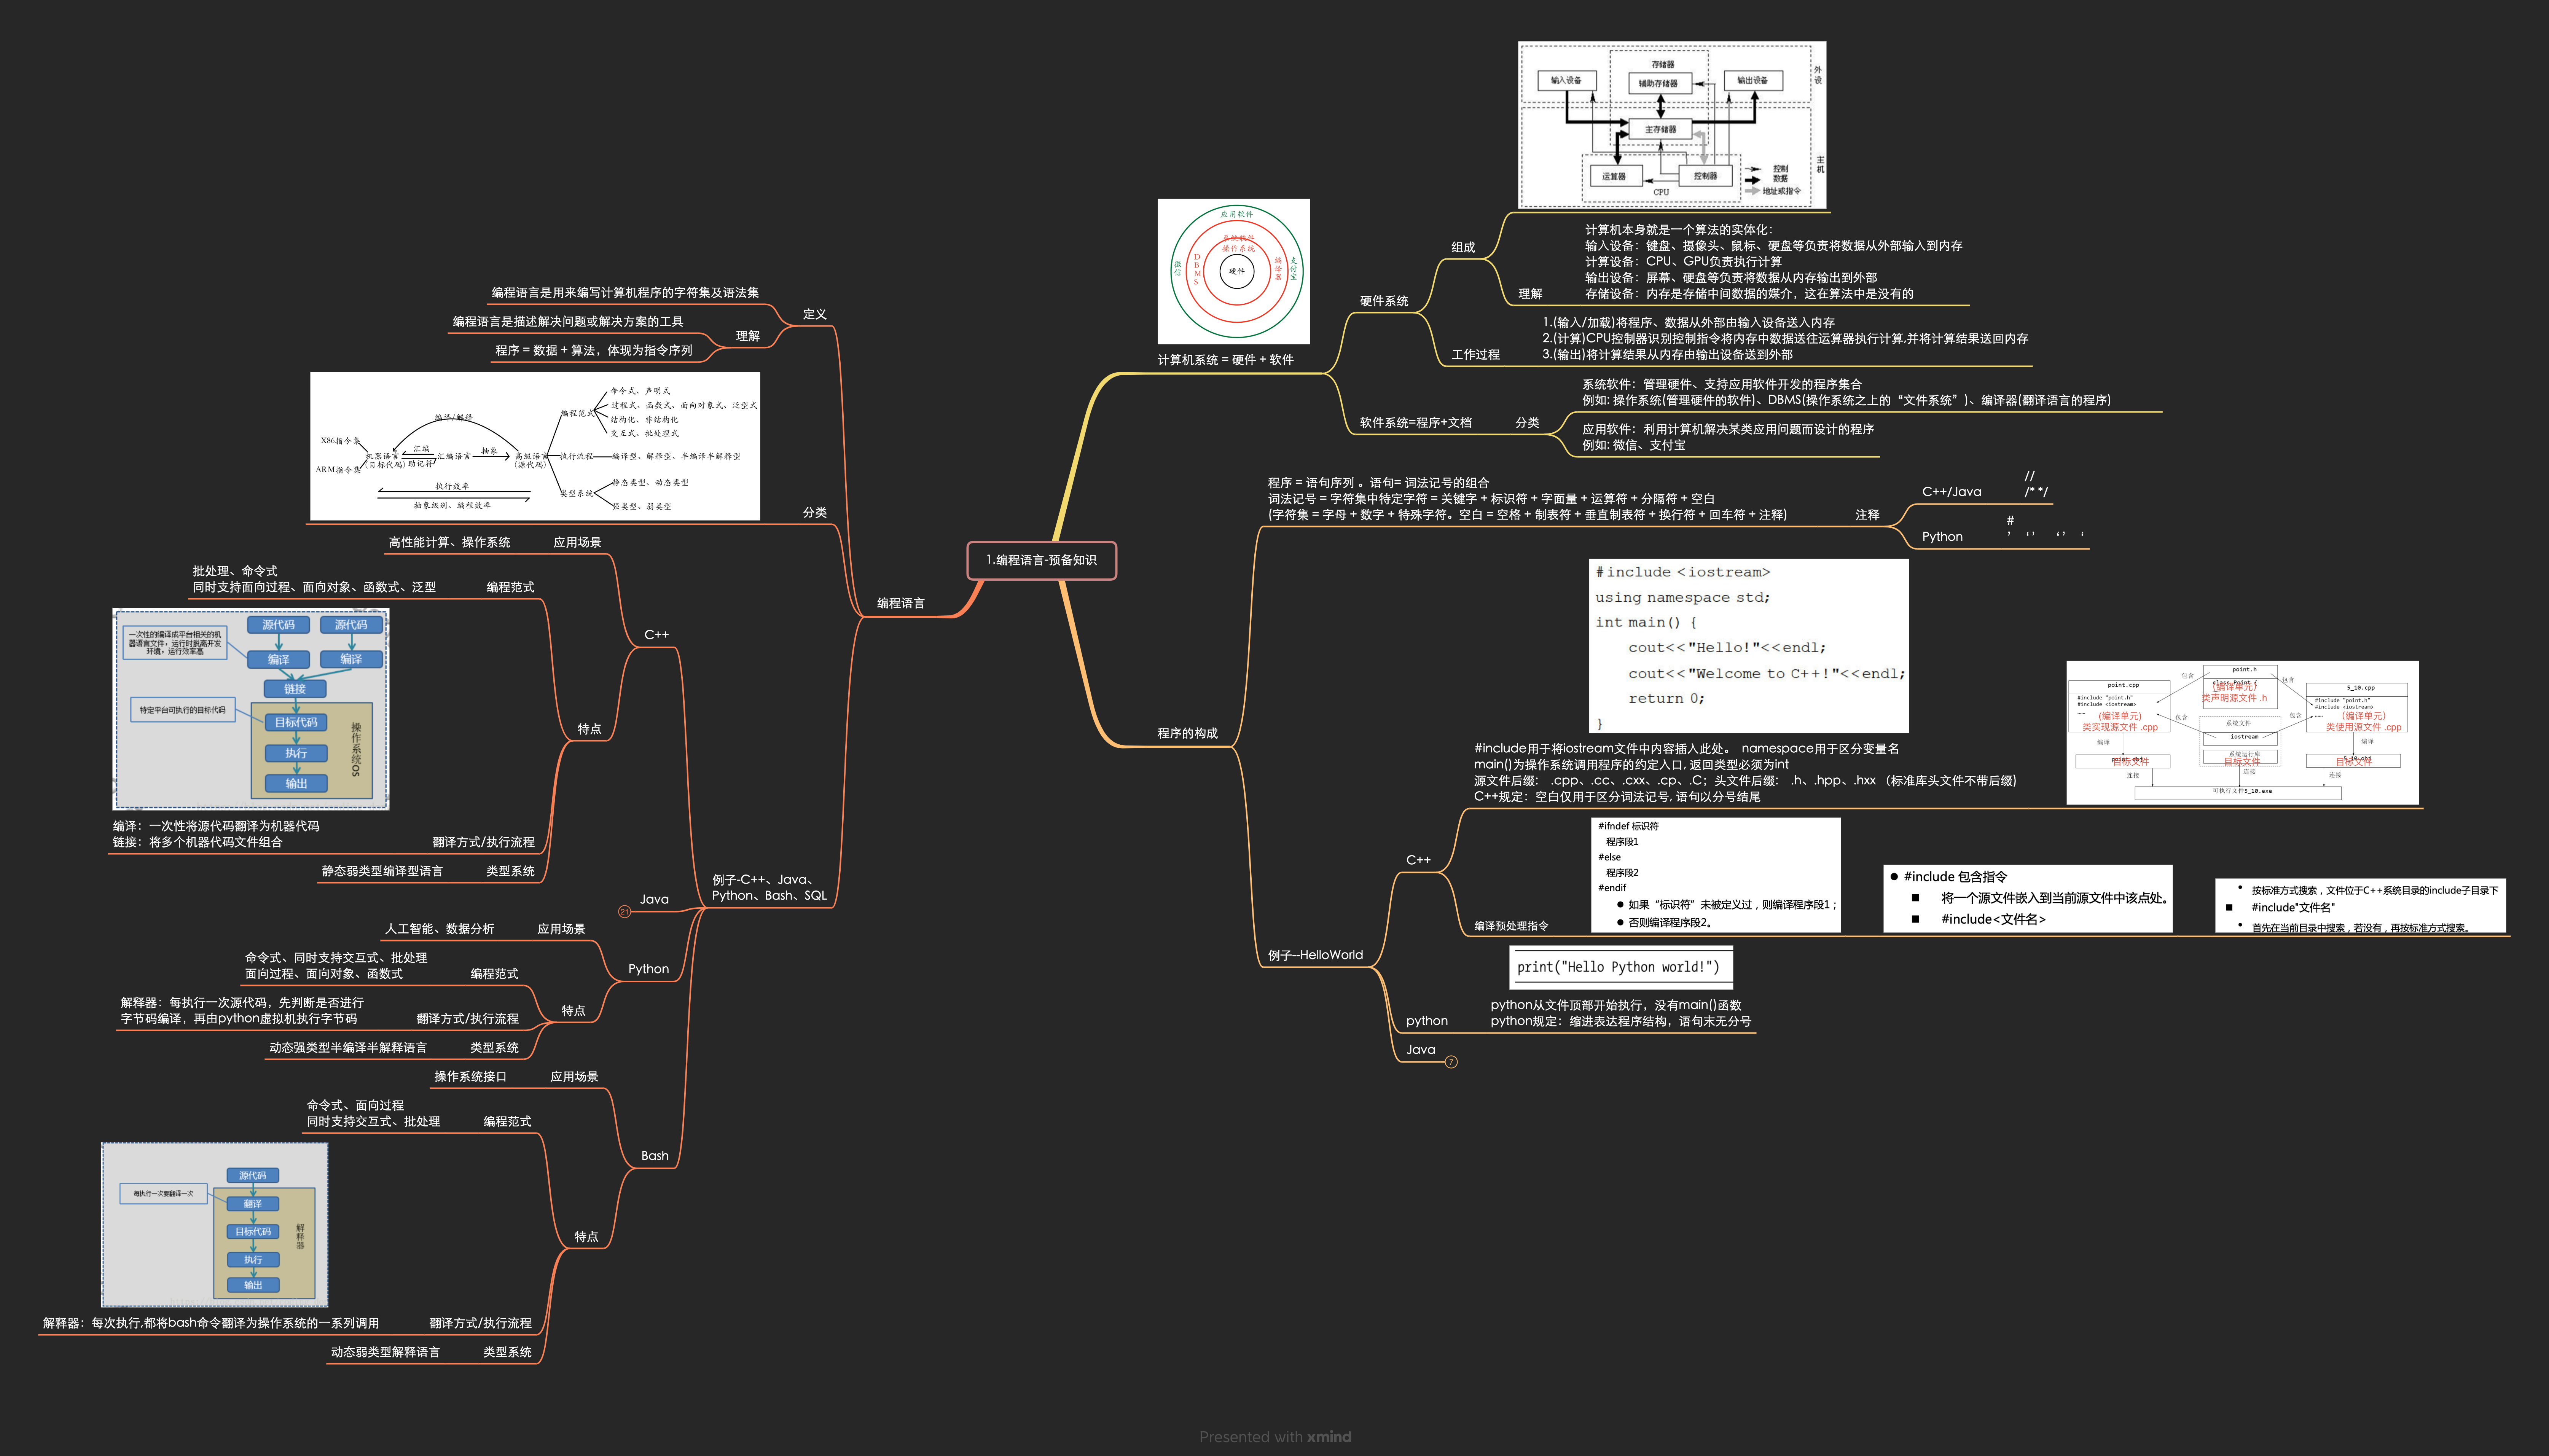 1.编程语言-预备知识
计算机系统 = 硬件 + 软件
应用软件
系统软件
操作系统
硬件
微信
DBMS
编译器
支付宝
硬件系统
组成
存储器
输入设备
辅助存储器
输出设备
外设
主存储器
主机
运算器
控制器
CPU
控制
数据
地址或指令
理解
计算机本身就是一个算法的实体化：
输入设备：键盘、摄像头、鼠标、硬盘等负责将数据从外部输入到内存
计算设备：CPU、GPU负责执行计算
输出设备：屏幕、硬盘等负责将数据从内存输出到外部
存储设备：内存是存储中间数据的媒介，这在算法中是没有的
工作过程
1.(输入/加载)将程序、数据从外部由输入设备送入内存
2.(计算)CPU控制器识别控制指令将内存中数据送往运算器执行计算,并将计算结果送回内存
3.(输出)将计算结果从内存由输出设备送到外部
软件系统=程序+文档
分类
系统软件：管理硬件、支持应用软件开发的程序集合
例如: 操作系统(管理硬件的软件)、DBMS(操作系统之上的“文件系统”)、编译器(翻译语言的程序)
应用软件：利用计算机解决某类应用问题而设计的程序
例如: 微信、支付宝
程序的构成
程序 = 语句序列 。语句= 词法记号的组合
词法记号 = 字符集中特定字符 = 关键字 + 标识符 + 字面量 + 运算符 + 分隔符 + 空白
(字符集 = 字母 + 数字 + 特殊字符。空白 = 空格 + 制表符 + 垂直制表符 + 换行符 + 回车符 + 注释)
注释
C++/Java
//
/* */
Python
#
’ ‘’ ‘’ ‘
例子--HelloWorld
C++
#include <iostream>
using namespace std;
int main() {
cout<<"Hello!"<<endl;
cout<<"Welcome to C++!"<<endl;
return 0;
}
#include用于将iostream文件中内容插入此处。 namespace用于区分变量名
main()为操作系统调用程序的约定入口, 返回类型必须为int
源文件后缀： .cpp、.cc、.cxx、.cp、.C；头文件后缀： .h、.hpp、.hxx （标准库头文件不带后缀)
C++规定：空白仅用于区分词法记号, 语句以分号结尾
point.h
class Point {
(编译单元)
类声明源文件 .h
包含
包含
point.cpp
#include "point.h"
#include <iostream>
(编译单元)
类实现源文件 .cpp
5_10.cpp
#include "point.h"
#include <iostream>
(编译单元)
类使用源文件 .cpp
包含
包含
系统文件
iostream
编译
编译
系统运行库
point.obj
目标文件
目标文件
5_10.obj
目标文件
连接
连接
连接
可执行文件5_10.exe
编译预处理指令
#ifndef 标识符
程序段1
#else
程序段2
#endif
● 如果“标识符”未被定义过，则编译程序段1；
● 否则编译程序段2。
● #include 包含指令
■ 将一个源文件嵌入到当前源文件中该点处。
■ #include<文件名>
• 按标准方式搜索，文件位于C++系统目录的include子目录下
■ #include"文件名"
• 首先在当前目录中搜索，若没有，再按标准方式搜索。
python
print("Hello Python world!")
python从文件顶部开始执行，没有main()函数
python规定：缩进表达程序结构，语句末无分号
Java
7
编程语言
定义
编程语言是用来编写计算机程序的字符集及语法集
理解
编程语言是描述解决问题或解决方案的工具
程序 = 数据 + 算法，体现为指令序列
分类
编译/解释
X86指令集
ARM指令集
机器语言
(目标代码)
汇编
助记符
汇编语言
抽象
高级语言
(源代码)
执行效率
抽象级别、编程效率
编程范式
命令式、声明式
过程式、函数式、面向对象式、泛型式
结构化、非结构化
交互式、批处理式
执行流程
编译型、解释型、半编译半解释型
类型系统
静态类型、动态类型
强类型、弱类型
例子-C++、Java、
Python、Bash、SQL
C++
应用场景
高性能计算、操作系统
特点
编程范式
批处理、命令式
同时支持面向过程、面向对象、函数式、泛型
翻译方式/执行流程
源代码
源代码
一次性的编译成平台相关的机
器语言文件，运行时脱离开发
环境，运行效率高
编译
编译
链接
特定平台可执行的目标代码
目标代码
执行
输出
操作系统OS
编译：一次性将源代码翻译为机器代码
链接：将多个机器代码文件组合
类型系统
静态弱类型编译型语言
Java
21
Python
应用场景
人工智能、数据分析
特点
编程范式
命令式、同时支持交互式、批处理
面向过程、面向对象、函数式
翻译方式/执行流程
解释器：每执行一次源代码，先判断是否进行
字节码编译，再由python虚拟机执行字节码
类型系统
动态强类型半编译半解释语言
Bash
应用场景
操作系统接口
特点
编程范式
命令式、面向过程
同时支持交互式、批处理
翻译方式/执行流程
源代码
每执行一次要翻译一次
翻译
目标代码
执行
输出
解释器
解释器：每次执行,都将bash命令翻译为操作系统的一系列调用
类型系统
动态弱类型解释语言
Presented with xmind